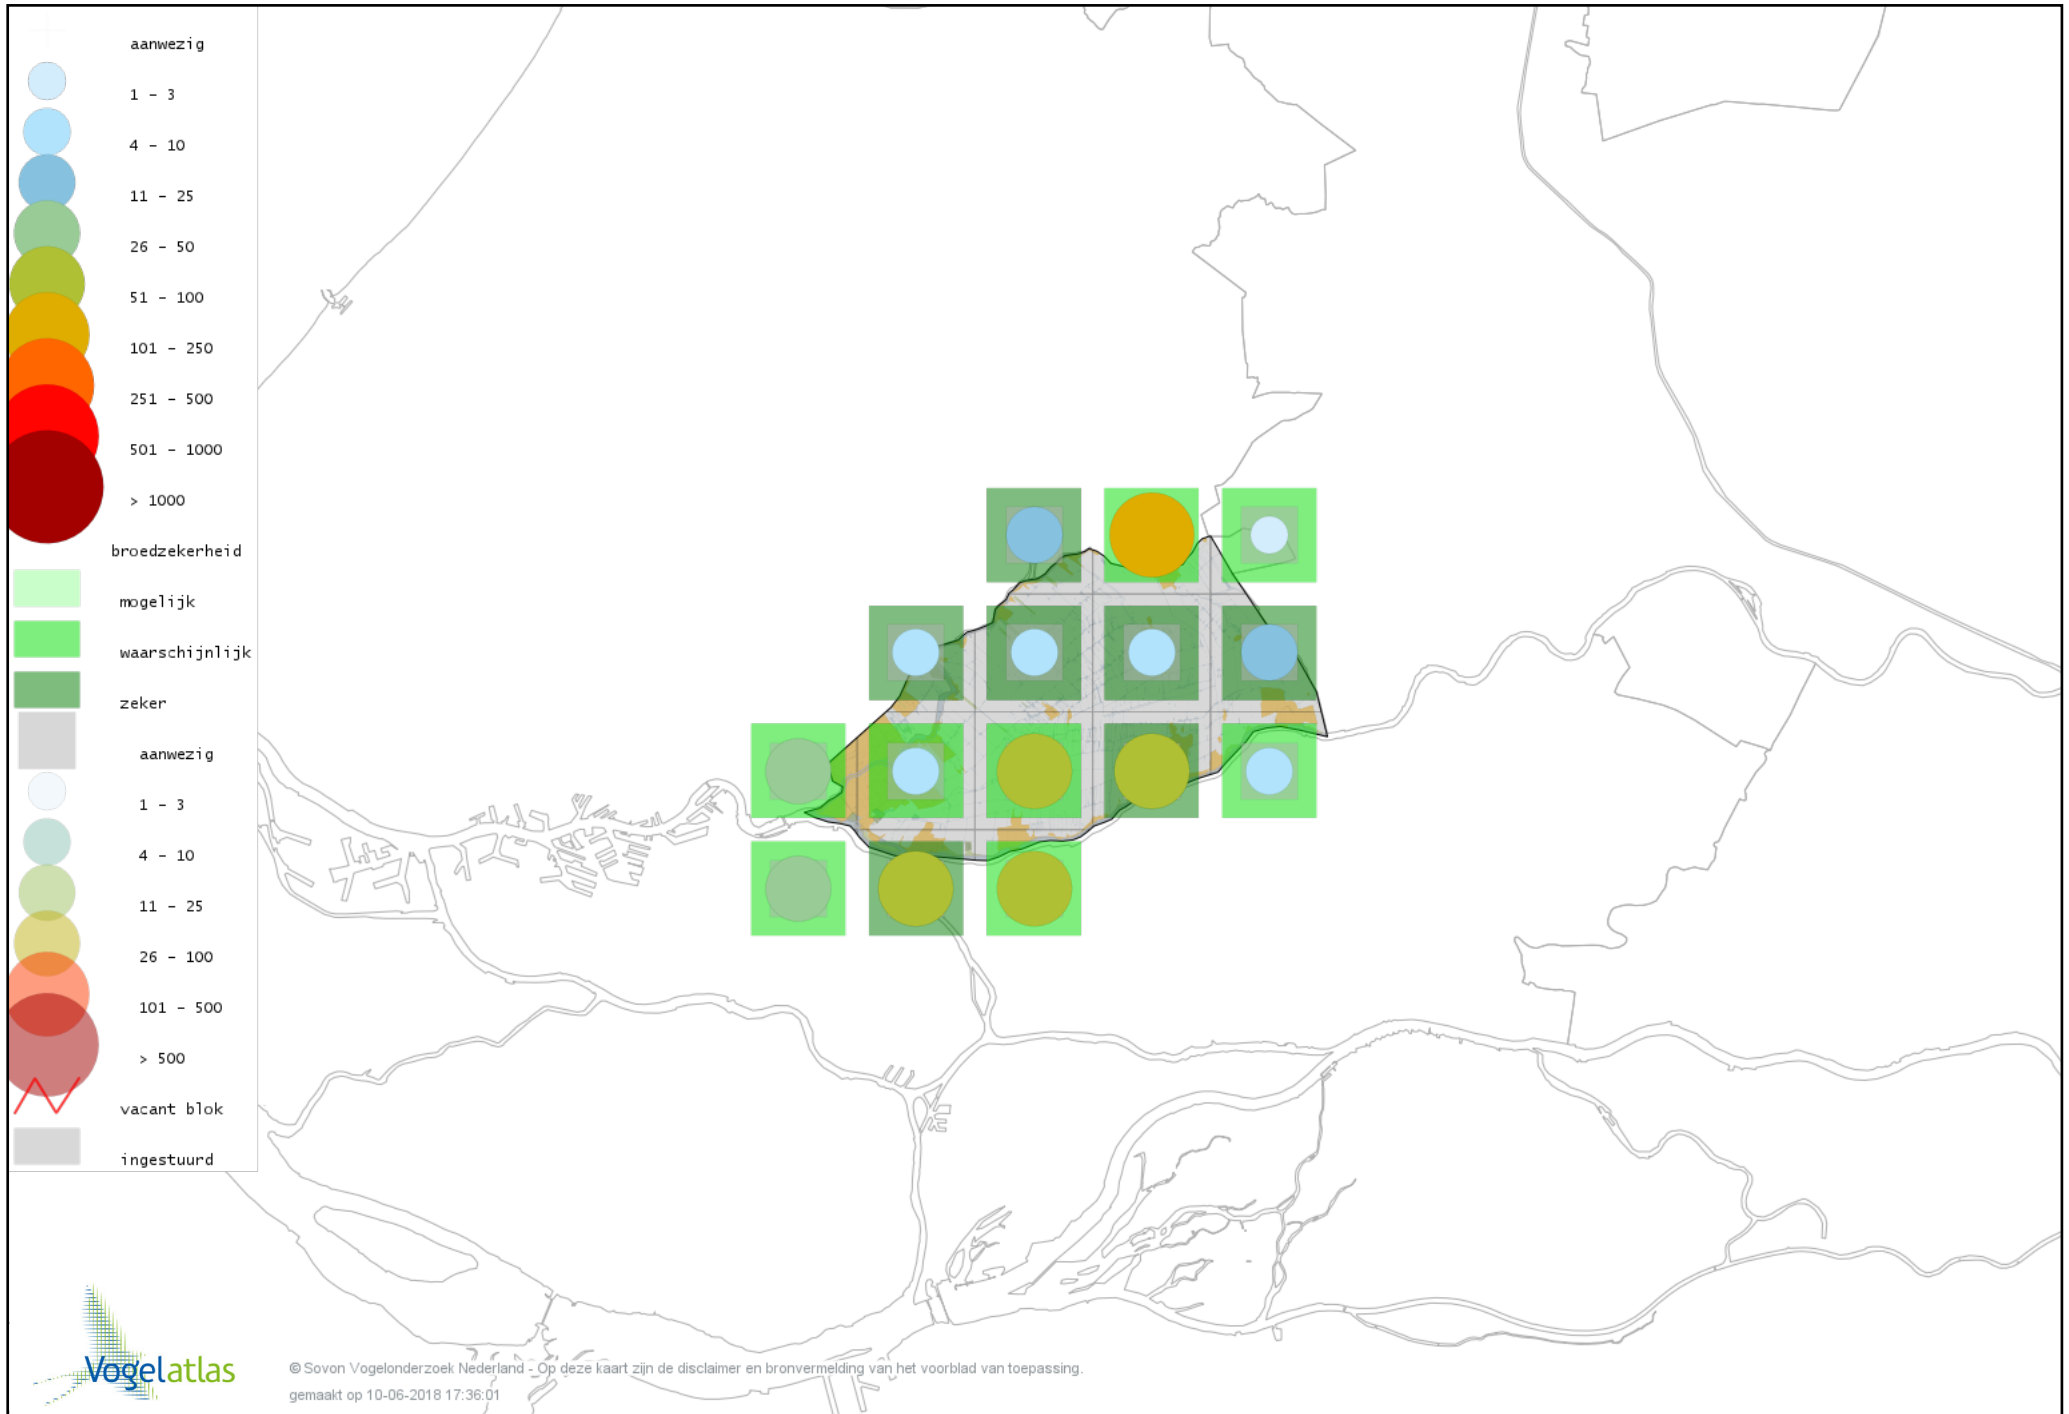 aanwezig
1 - 3
4 - 10
11 - 25
26 - 50
51 - 100
101 - 250
251 - 500
501 - 1000
> 1000
broedzekerheid
mogelijk
waarschijnlijk
zeker
aanwezig
1 - 3
4 - 10
11 - 25
26 - 100
101 - 500
> 500
vacant blok
ingestuurd
Vogelatlas
© Sovon Vogelonderzoek Nederland - Op deze kaart zijn de disclaimer en bronvermelding van het voorblad van toepassing.
gemaakt op 10-06-2018 17:36:01